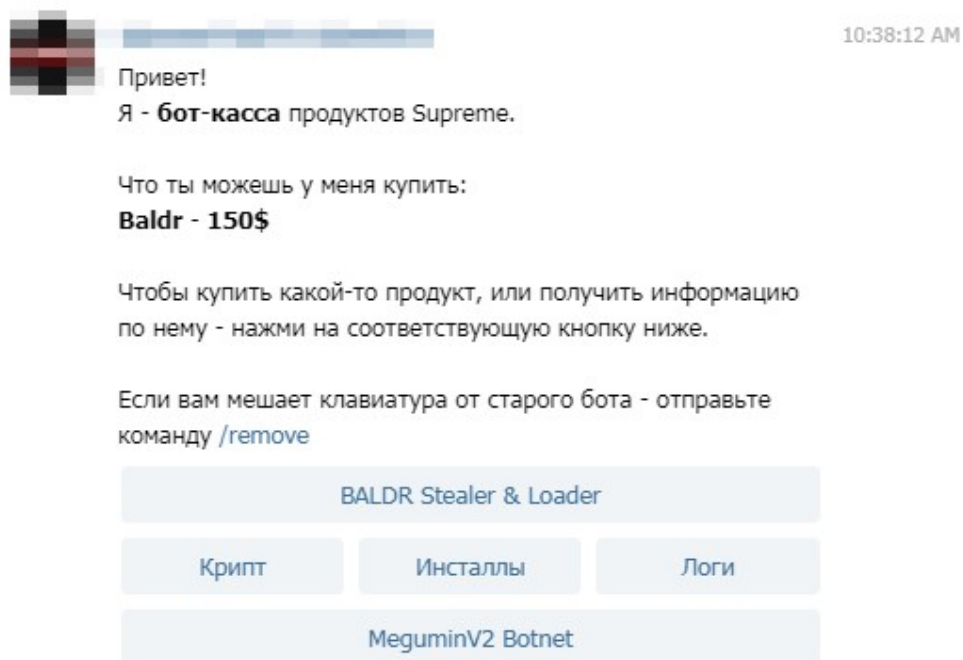 10:38:12 AM
Привет!
Я - бот-касса продуктов Supreme.
Что ты можешь у меня купить:
Baldr - 150$
Чтобы купить какой-то продукт, или получить информацию
по нему - нажми на соответствующую кнопку ниже.
Если вам мешает клавиатура от старого бота - отправьте
команду /remove
BALDR Stealer & Loader
Крипт Инсталлы Логи
MeguminV2 Botnet